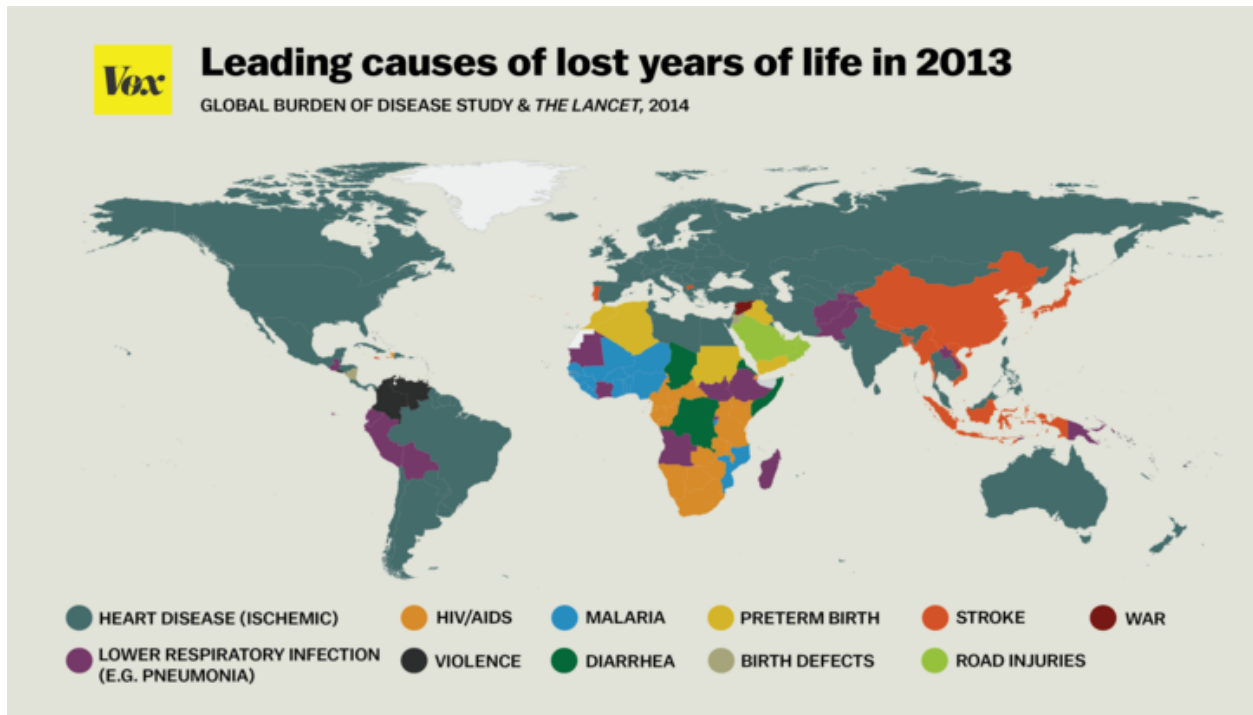 Vox
Leading causes of lost years of life in 2013
GLOBAL BURDEN OF DISEASE STUDY & THE LANCET, 2014
HEART DISEASE (ISCHEMIC)
HIV/AIDS
MALARIA
PRETERM BIRTH
STROKE
WAR
LOWER RESPIRATORY INFECTION
(E.G. PNEUMONIA)
VIOLENCE
DIARRHEA
BIRTH DEFECTS
ROAD INJURIES